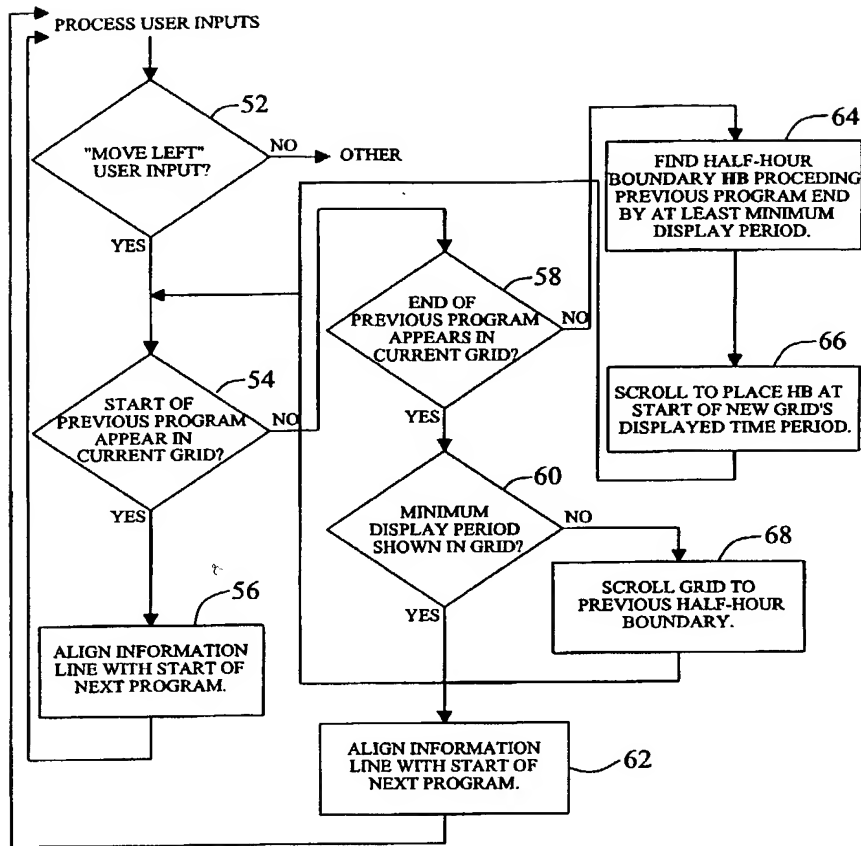 PROCESS USER INPUTS
52
"MOVE LEFT"
USER INPUT?
NO
OTHER
YES
54
START OF
PREVIOUS PROGRAM
APPEAR IN
CURRENT GRID?
NO
YES
56
ALIGN INFORMATION
LINE WITH START OF
NEXT PROGRAM.
58
END OF
PREVIOUS PROGRAM
APPEARS IN
CURRENT GRID?
NO
YES
60
MINIMUM
DISPLAY PERIOD
SHOWN IN GRID?
NO
YES
62
ALIGN INFORMATION
LINE WITH START OF
NEXT PROGRAM.
64
FIND HALF-HOUR
BOUNDARY HB PROCEDING
PREVIOUS PROGRAM END
BY AT LEAST MINIMUM
DISPLAY PERIOD.
66
SCROLL TO PLACE HB AT
START OF NEW GRID'S
DISPLAYED TIME PERIOD.
68
SCROLL GRID TO
PREVIOUS HALF-HOUR
BOUNDARY.